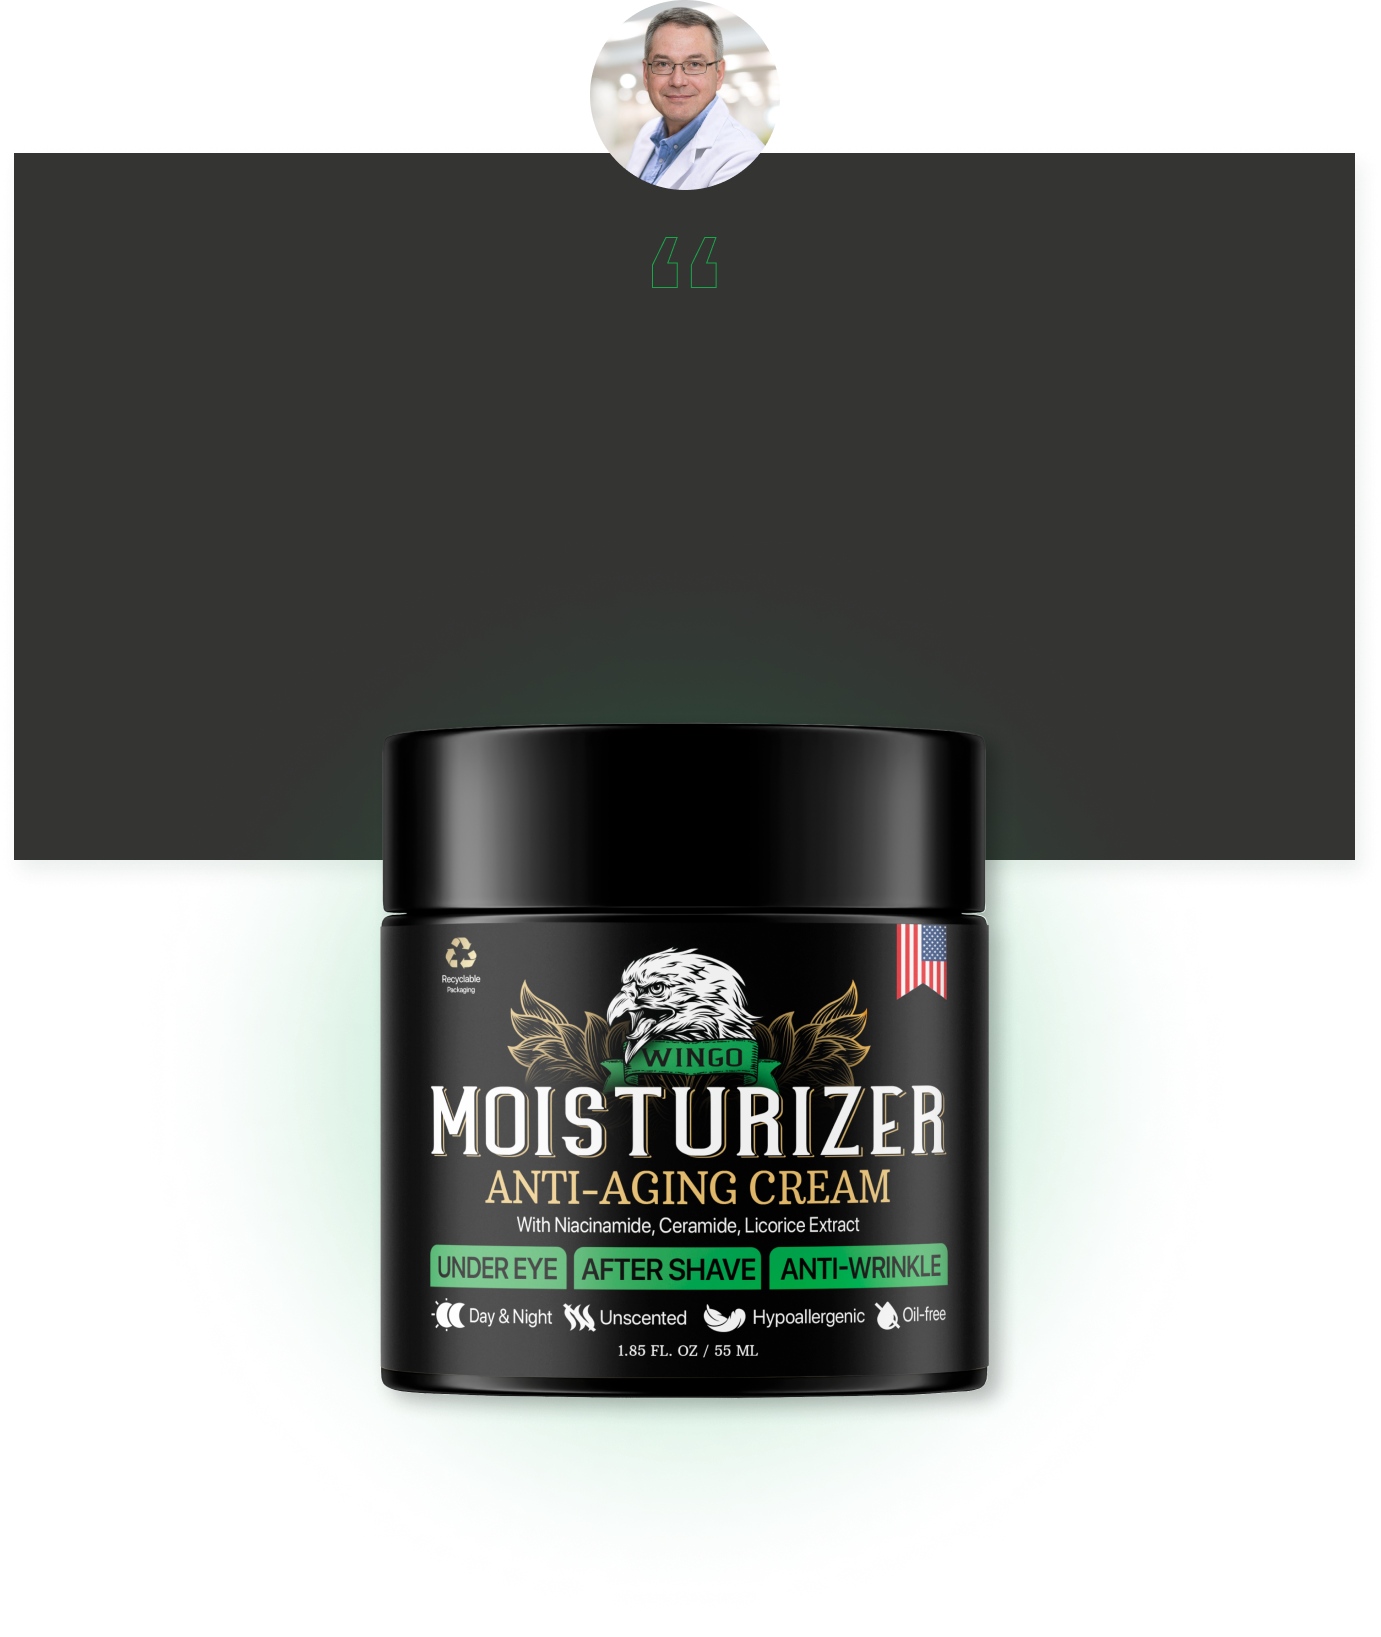 “
Recyclable
Packaging
WINGO
MOISTURIZER
ANTI-AGING CREAM
With Niacinamide, Ceramide, Licorice Extract
UNDER EYE AFTER SHAVE ANTI-WRINKLE
Day & Night Unscented Hypoallergenic Oil-free
1.85 FL. OZ / 55 ML